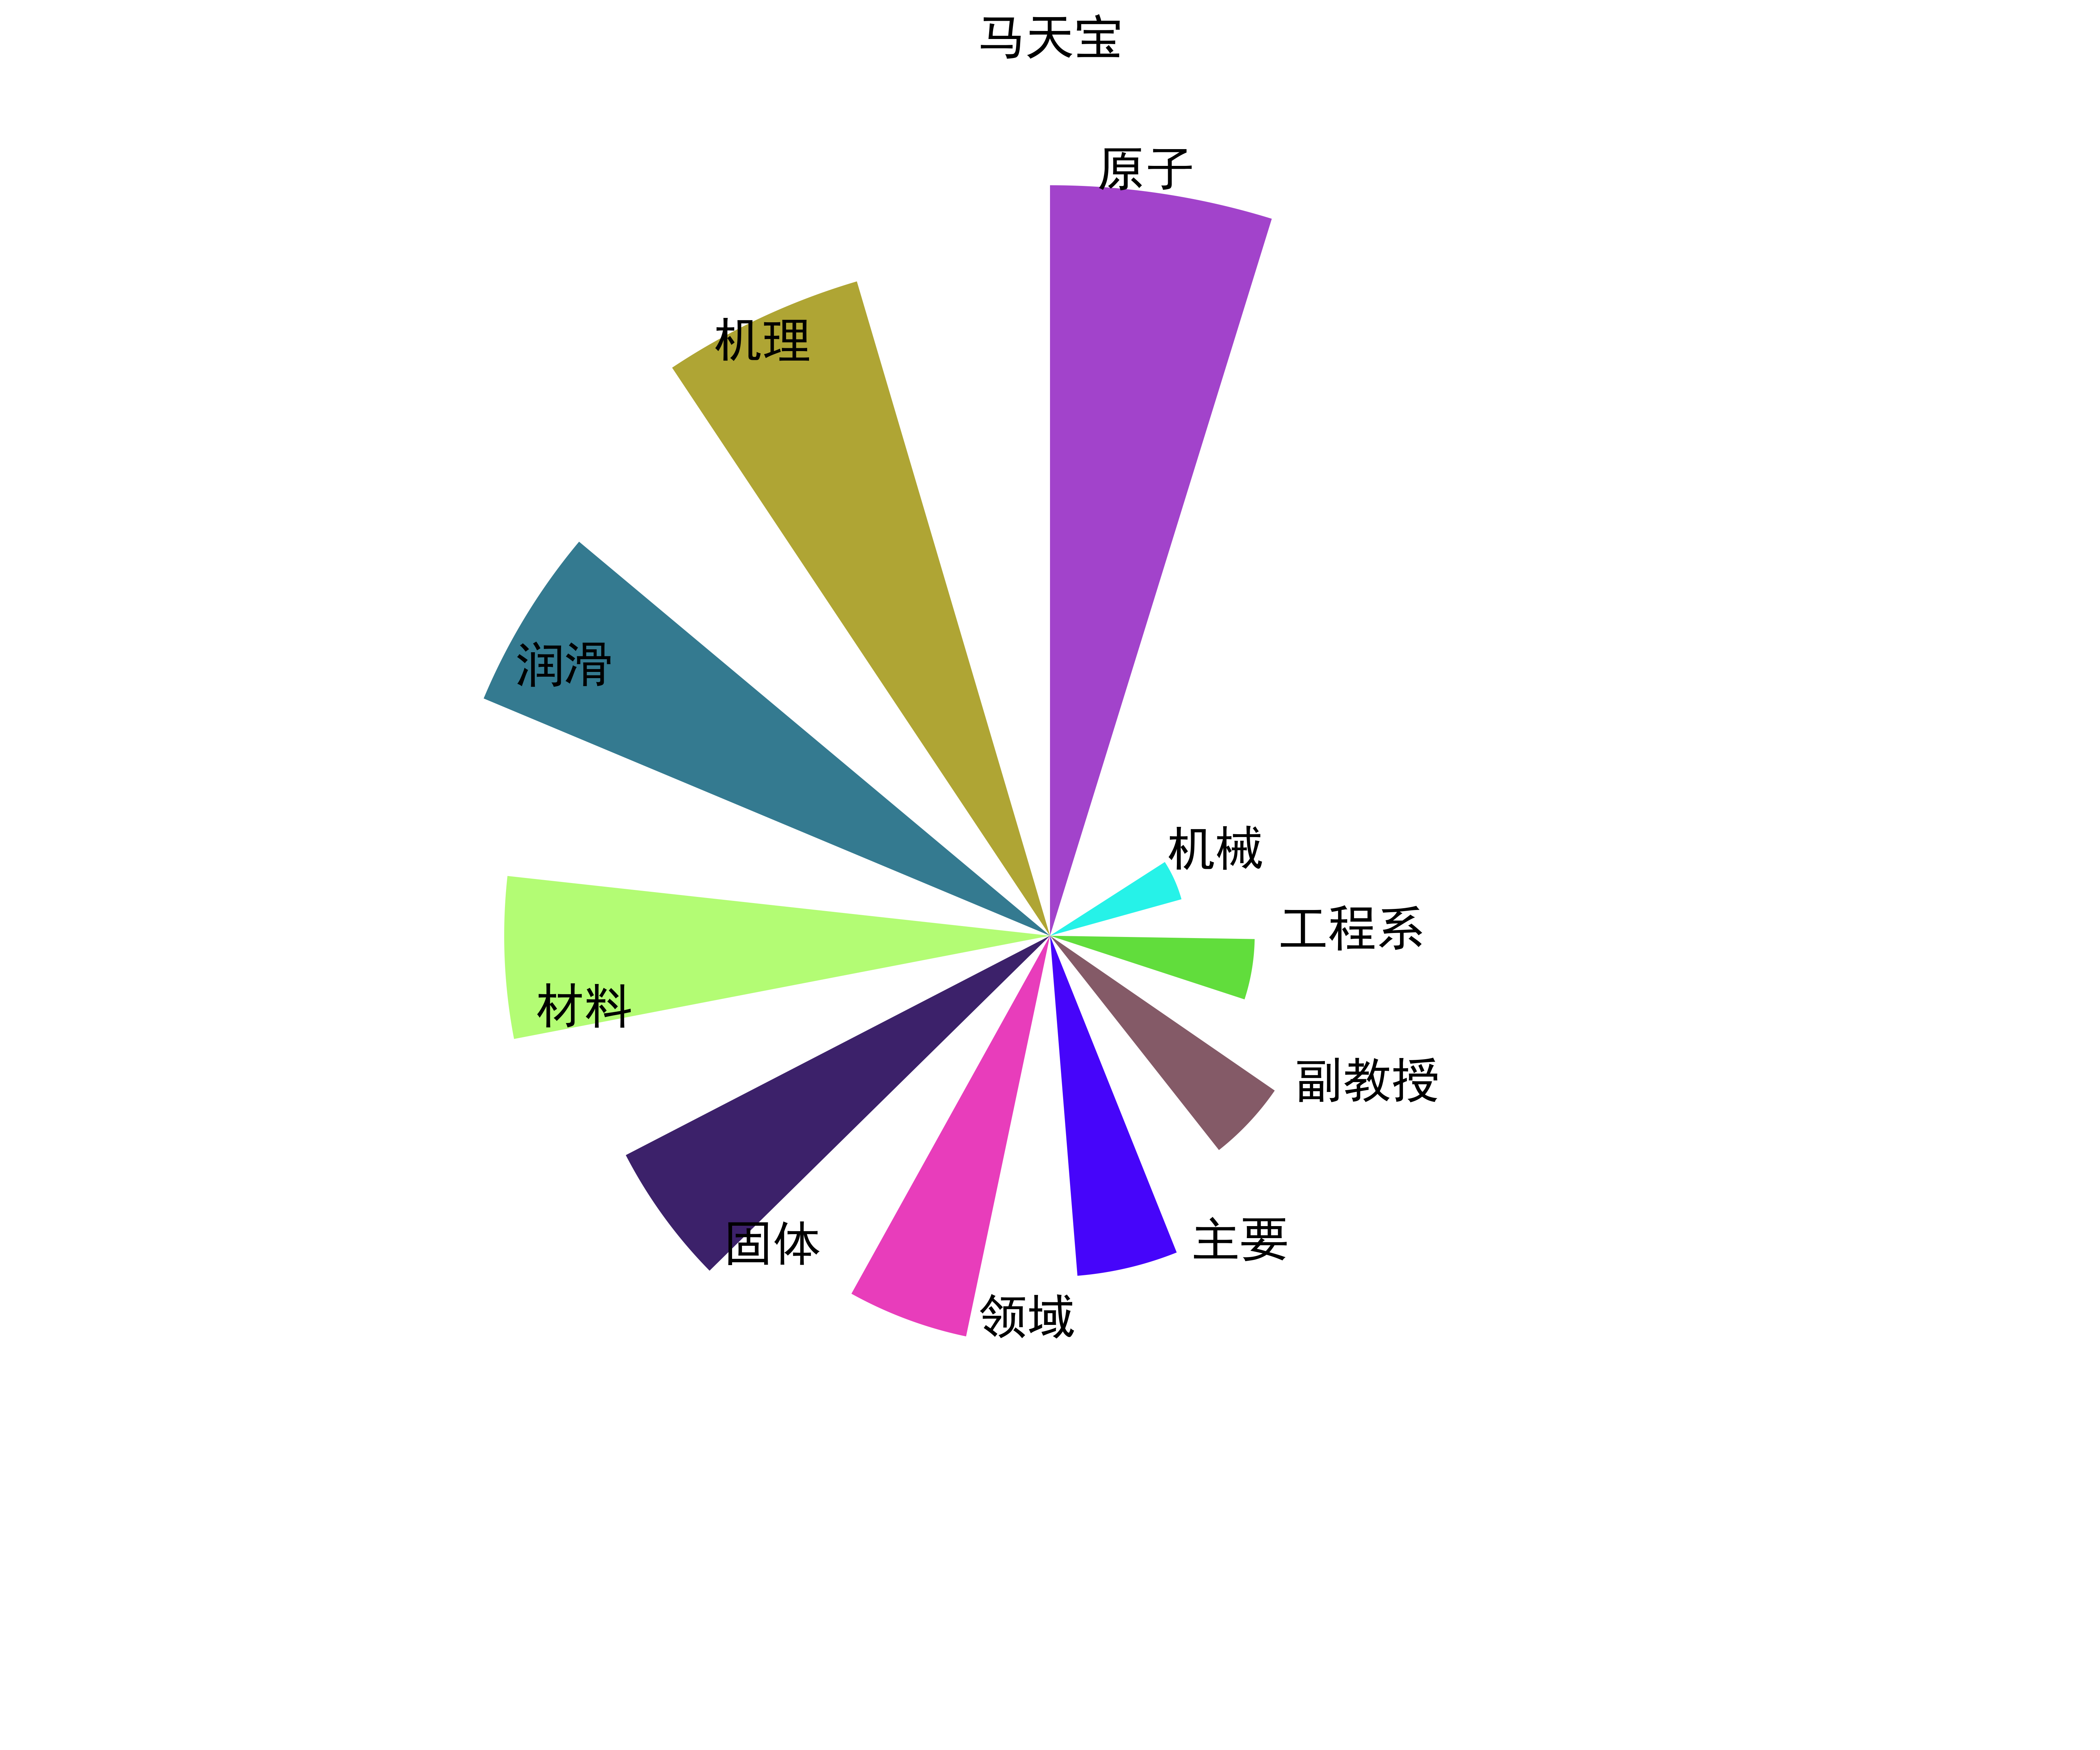 马天宝
原子
机理
润滑
机械
工程系
材料
副教授
主要
固体
领域